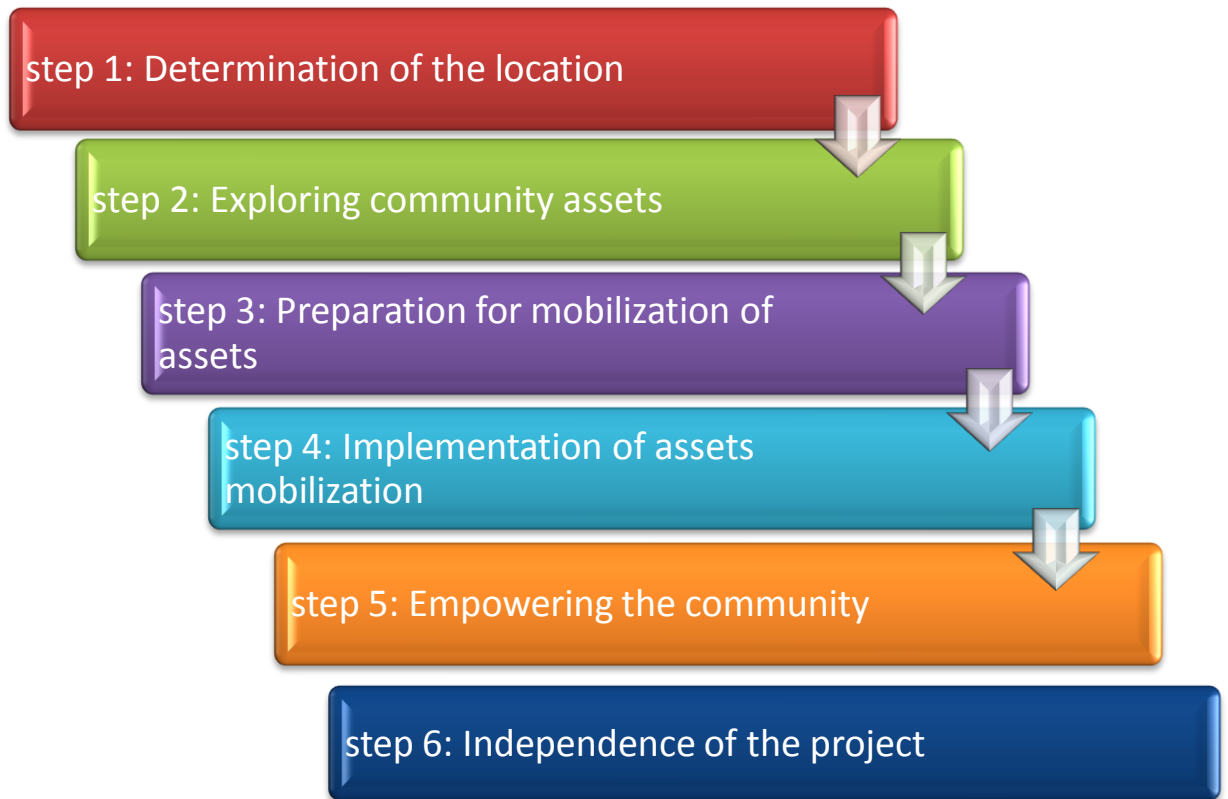 step 1: Determination of the location
step 2: Exploring community assets
step 3: Preparation for mobilization of
assets
step 4: Implementation of assets
mobilization
step 5: Empowering the community
step 6: Independence of the project